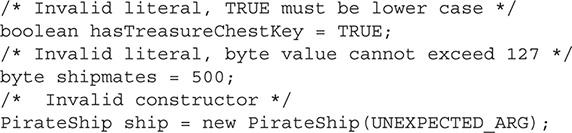 /* Invalid literal, TRUE must be lower case */
boolean hasTreasureChestKey = TRUE;
/* Invalid literal, byte value cannot exceed 127 */
byte shipmates = 500;
/*  Invalid constructor */
PirateShip ship = new PirateShip(UNEXPECTED_ARG);